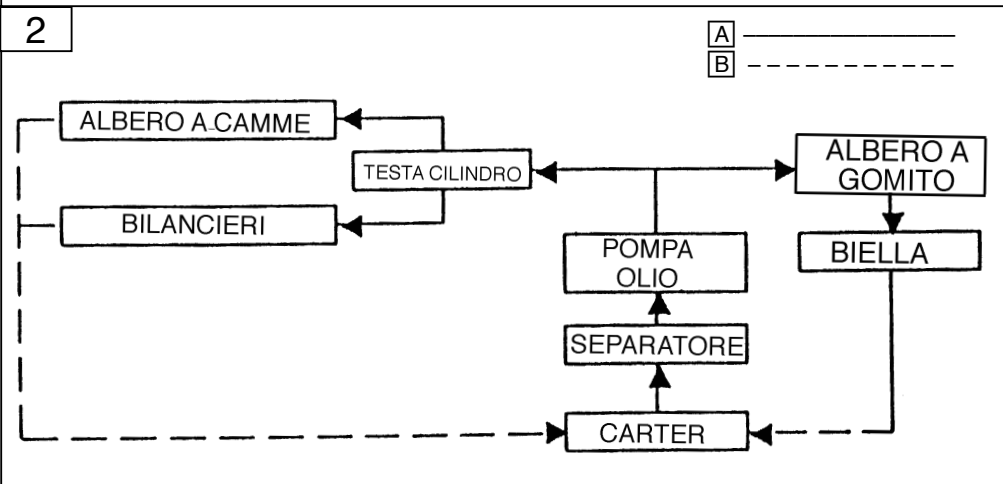 2
A
B
ALBERO A CAMME
TESTA CILINDRO
ALBERO A
GOMITO
BILANCIERI
POMPA
OLIO
BIELLA
SEPARATORE
CARTER